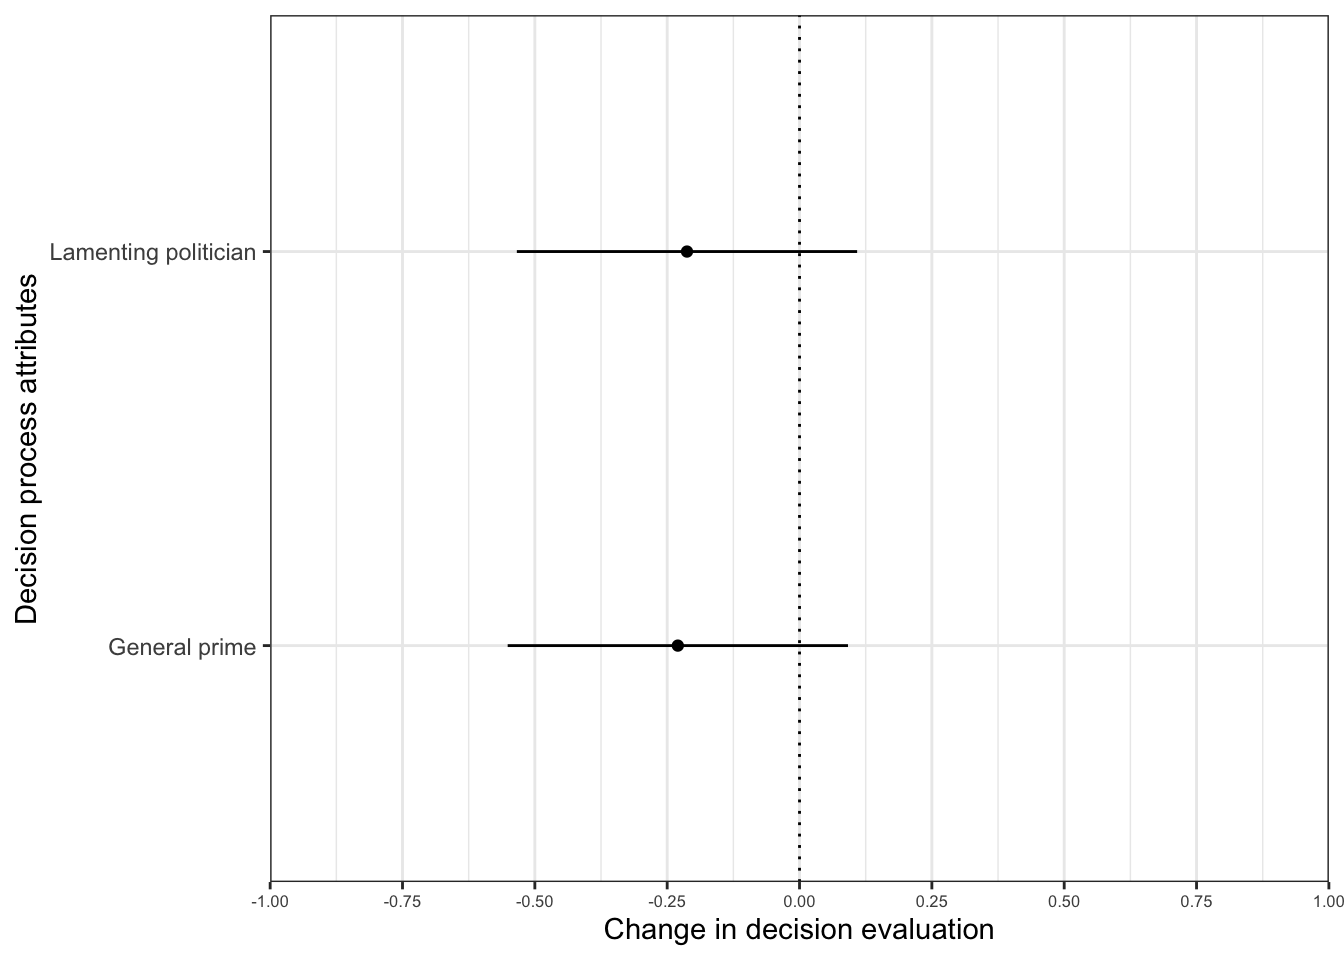 Decision process attributes
Lamenting politician
General prime
-1.00 -0.75 -0.50 -0.25 0.00 0.25 0.50 0.75 1.00
Change in decision evaluation